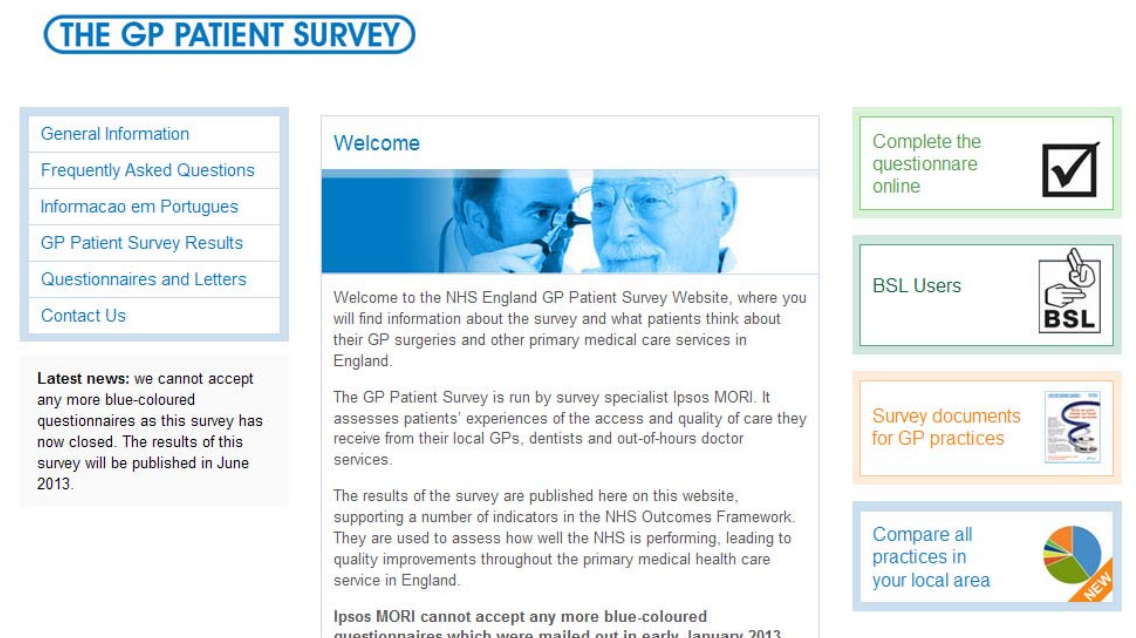 THE GP PATIENT SURVEY
General Information
Frequently Asked Questions
Informacao em Portugues
GP Patient Survey Results
Questionnaires and Letters
Contact Us
Latest news: we cannot accept
any more blue-coloured
questionnaires as this survey has
now closed. The results of this
survey will be published in June
2013.
Welcome
Welcome to the NHS England GP Patient Survey Website, where you
will find information about the survey and what patients think about
their GP surgeries and other primary medical care services in
England.
The GP Patient Survey is run by survey specialist Ipsos MORI. It
assesses patients' experiences of the access and quality of care they
receive from their local GPs, dentists and out-of-hours doctor
services.
The results of the survey are published here on this website,
supporting a number of indicators in the NHS Outcomes Framework.
They are used to assess how well the NHS is performing, leading to
quality improvements throughout the primary medical health care
service in England.
Ipsos MORI cannot accept any more blue-coloured
questionnaires which were mailed out in early January 2013
Complete the
questionnare
online
BSL Users
BSL
Survey documents
for GP practices
Compare all
practices in
your local area
NEW